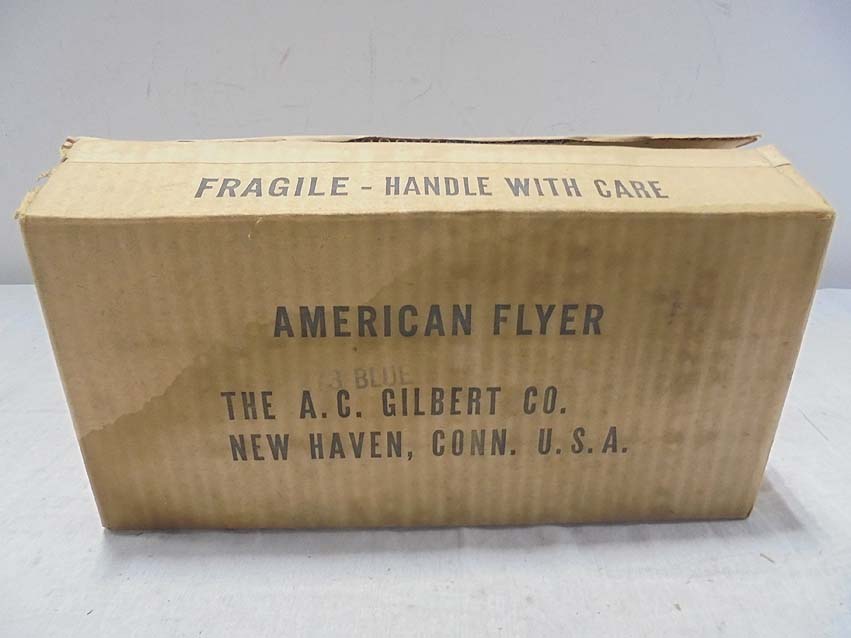 FRAGILE - HANDLE WITH CARE
AMERICAN FLYER
BLUE
THE A.C. GILBERT CO.
NEW HAVEN, CONN. U.S.A.